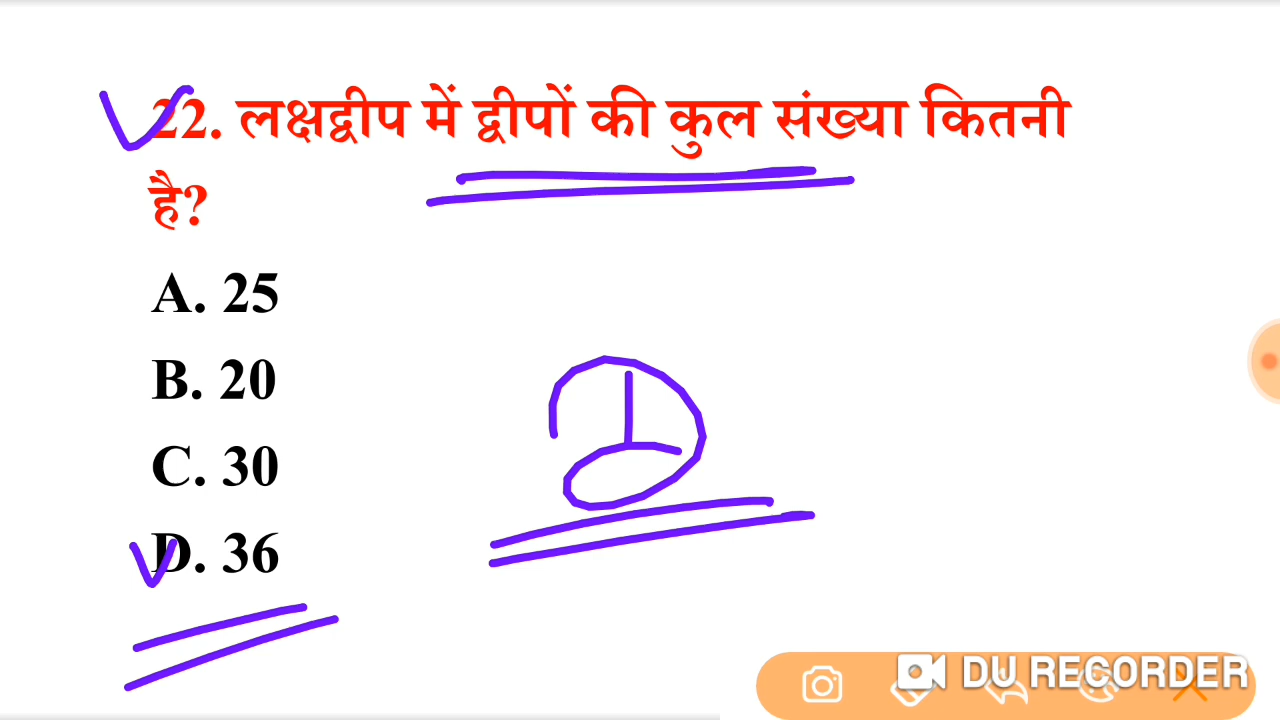 22. लक्षद्वीप में द्वीपों की कुल संख्या कितनी
है?
A. 25
B. 20
C. 30
D. 36
DU RECORDER